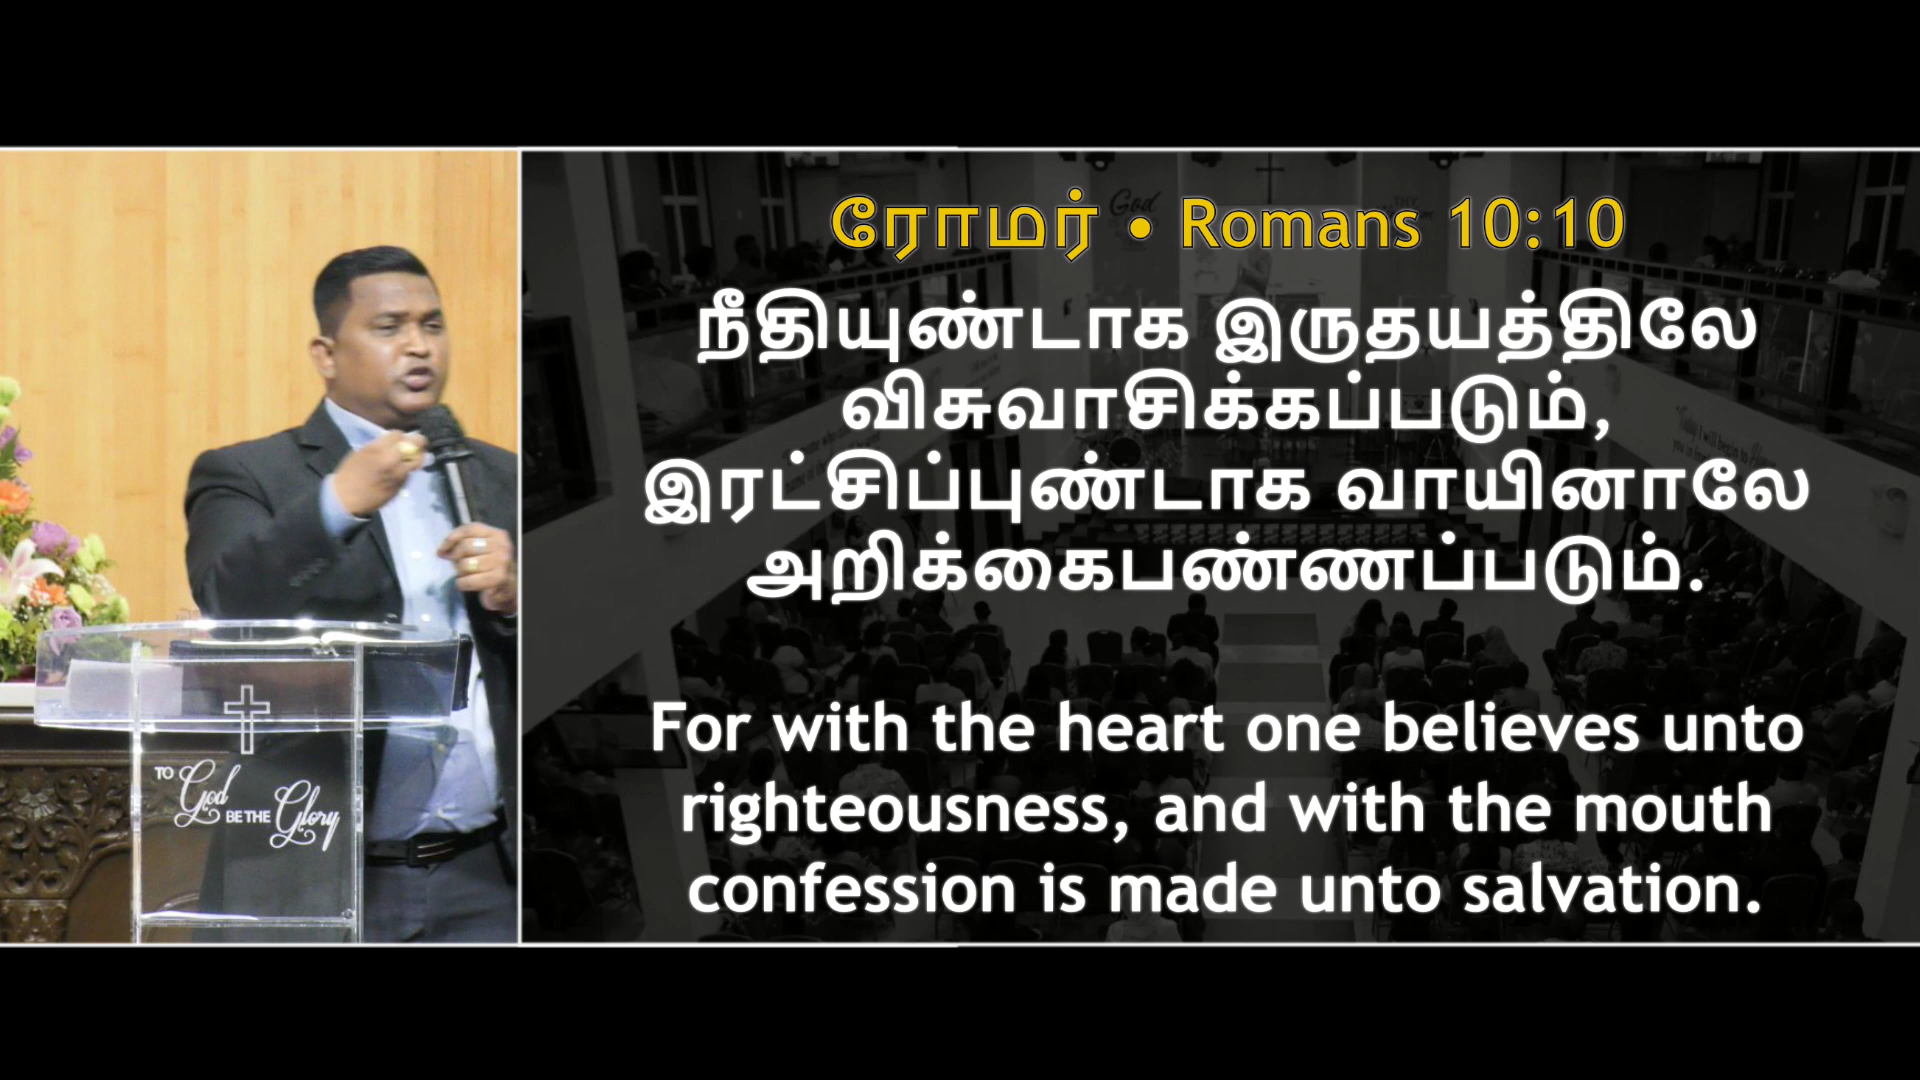 ரோமர் • Romans 10:10
நீதியுண்டாக இருதயத்திலே
விசுவாசிக்கப்படும்,
இரட்சிப்புண்டாக வாயினாலே
அறிக்கைபண்ணப்படும்.
For with the heart one believes unto
righteousness, and with the mouth
confession is made unto salvation.
TO God
BE THE Glory
God